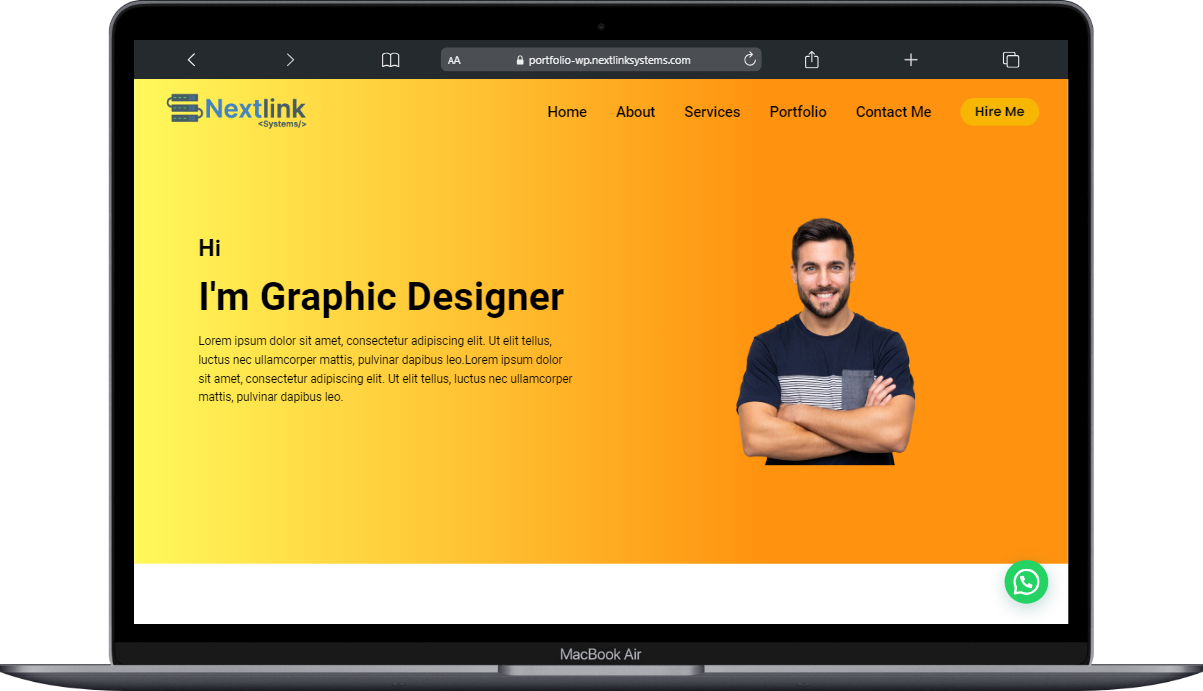 AA
portfolio-wp.nextlinksystems.com
Nextlink
<Systems/>
Home
About
Services
Portfolio
Contact Me
Hire Me
Hi
I'm Graphic Designer
Lorem ipsum dolor sit amet, consectetur adipiscing elit. Ut elit tellus,
luctus nec ullamcorper mattis, pulvinar dapibus leo.Lorem ipsum dolor
sit amet, consectetur adipiscing elit. Ut elit tellus, luctus nec ullamcorper
mattis, pulvinar dapibus leo.
MacBook Air